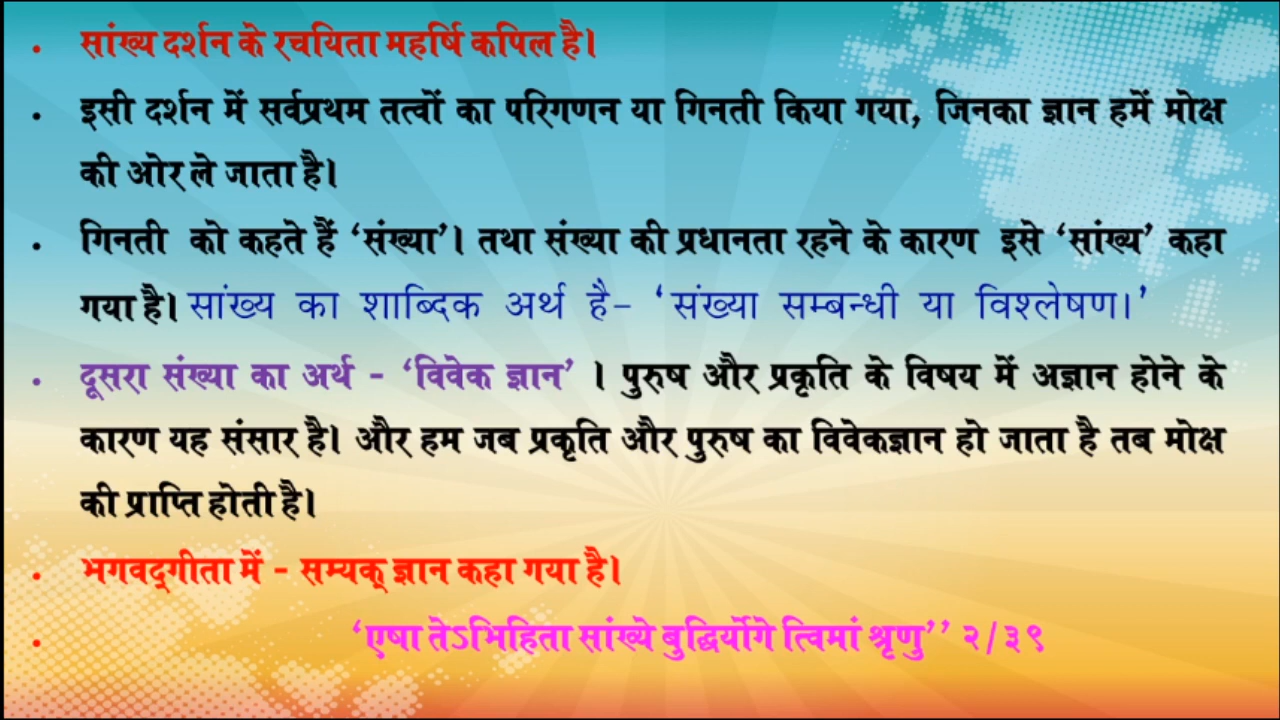 • सांख्य दर्शन के रचयिता महर्षि कपिल है।
• इसी दर्शन में सर्वप्रथम तत्वों का परिगणन या गिनती किया गया, जिनका ज्ञान हमें मोक्ष
की ओर ले जाता है।
• गिनती को कहते हैं ‘संख्या’। तथा संख्या की प्रधानता रहने के कारण इसे ‘सांख्य’ कहा
गया है। सांख्य का शाब्दिक अर्थ है– ‘संख्या सम्बन्धी या विश्लेषण।’
• दूसरा संख्या का अर्थ - ‘विवेक ज्ञान’ । पुरुष और प्रकृति के विषय में अज्ञान होने के
कारण यह संसार है। और हम जब प्रकृति और पुरुष का विवेकज्ञान हो जाता है तब मोक्ष
की प्राप्ति होती है।
• भगवद्‌गीता में - सम्यक् ज्ञान कहा गया है।
• ‘एषा तेऽभिहिता सांख्ये बुद्धिर्योगे त्विमां श्रृणु’’ २/३९